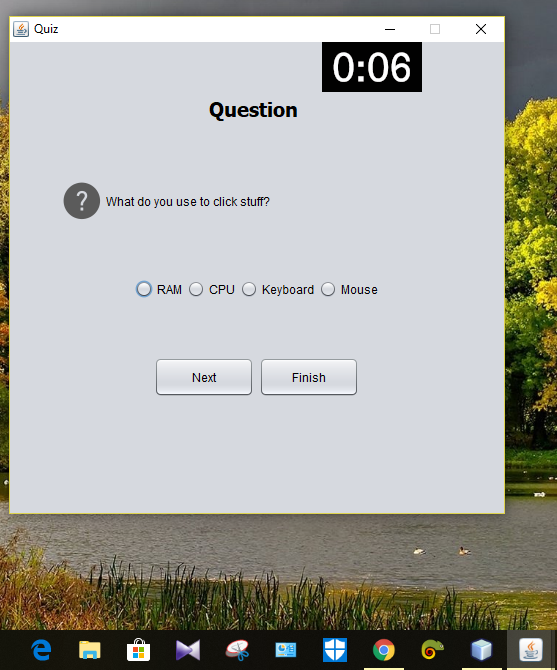 Quiz
0:06
Question
? What do you use to click stuff?
RAM CPU Keyboard Mouse
Next Finish